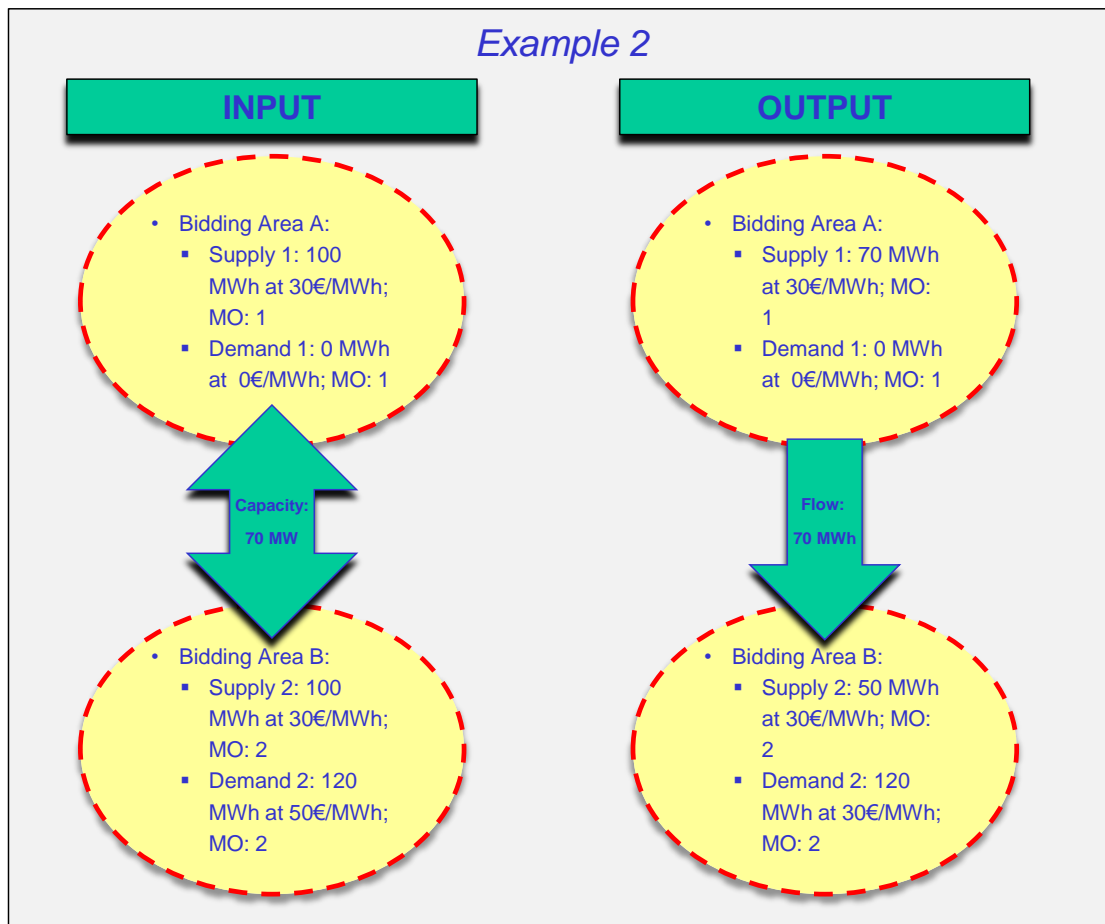 Example 2
INPUT
• Bidding Area A:
▪ Supply 1: 100
MWh at 30€/MWh;
MO: 1
▪ Demand 1: 0 MWh
at 0€/MWh; MO: 1
Capacity:
70 MW
• Bidding Area B:
▪ Supply 2: 100
MWh at 30€/MWh;
MO: 2
▪ Demand 2: 120
MWh at 50€/MWh;
MO: 2
OUTPUT
• Bidding Area A:
▪ Supply 1: 70 MWh
at 30€/MWh; MO:
1
▪ Demand 1: 0 MWh
at 0€/MWh; MO: 1
Flow:
70 MWh
• Bidding Area B:
▪ Supply 2: 50 MWh
at 30€/MWh; MO:
2
▪ Demand 2: 120
MWh at 30€/MWh;
MO: 2